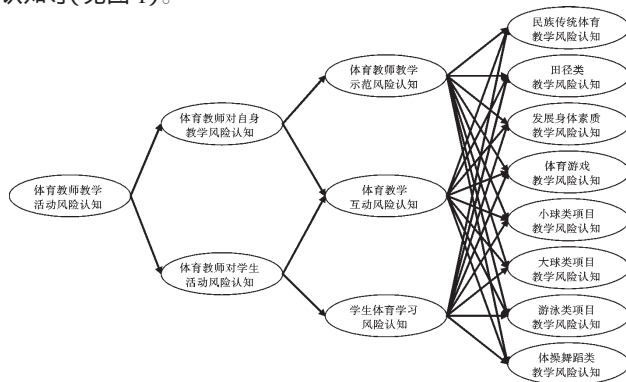 认知等(见图1)。
民族传统体育
教学风险认知
体育教师教学
示范风险认知
田径类
教学风险认知
体育教师对自身
教学风险认知
发展身体素质
教学风险认知
体育游戏
教学风险认知
体育教师教学
活动风险认知
体育教学
互动风险认知
小球类项目
教学风险认知
体育教师对学生
活动风险认知
大球类项目
教学风险认知
学生体育学习
风险认知
游泳类项目
教学风险认知
体操舞蹈类
教学风险认知